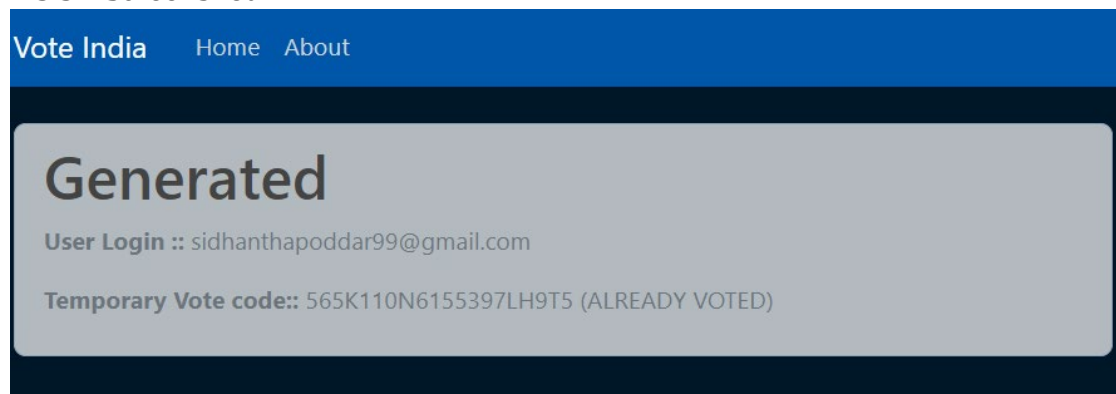 Vote India Home About
Generated
User Login :: sidhanthapoddar99@gmail.com
Temporary Vote code:: 565K110N6155397LH9T5 (ALREADY VOTED)